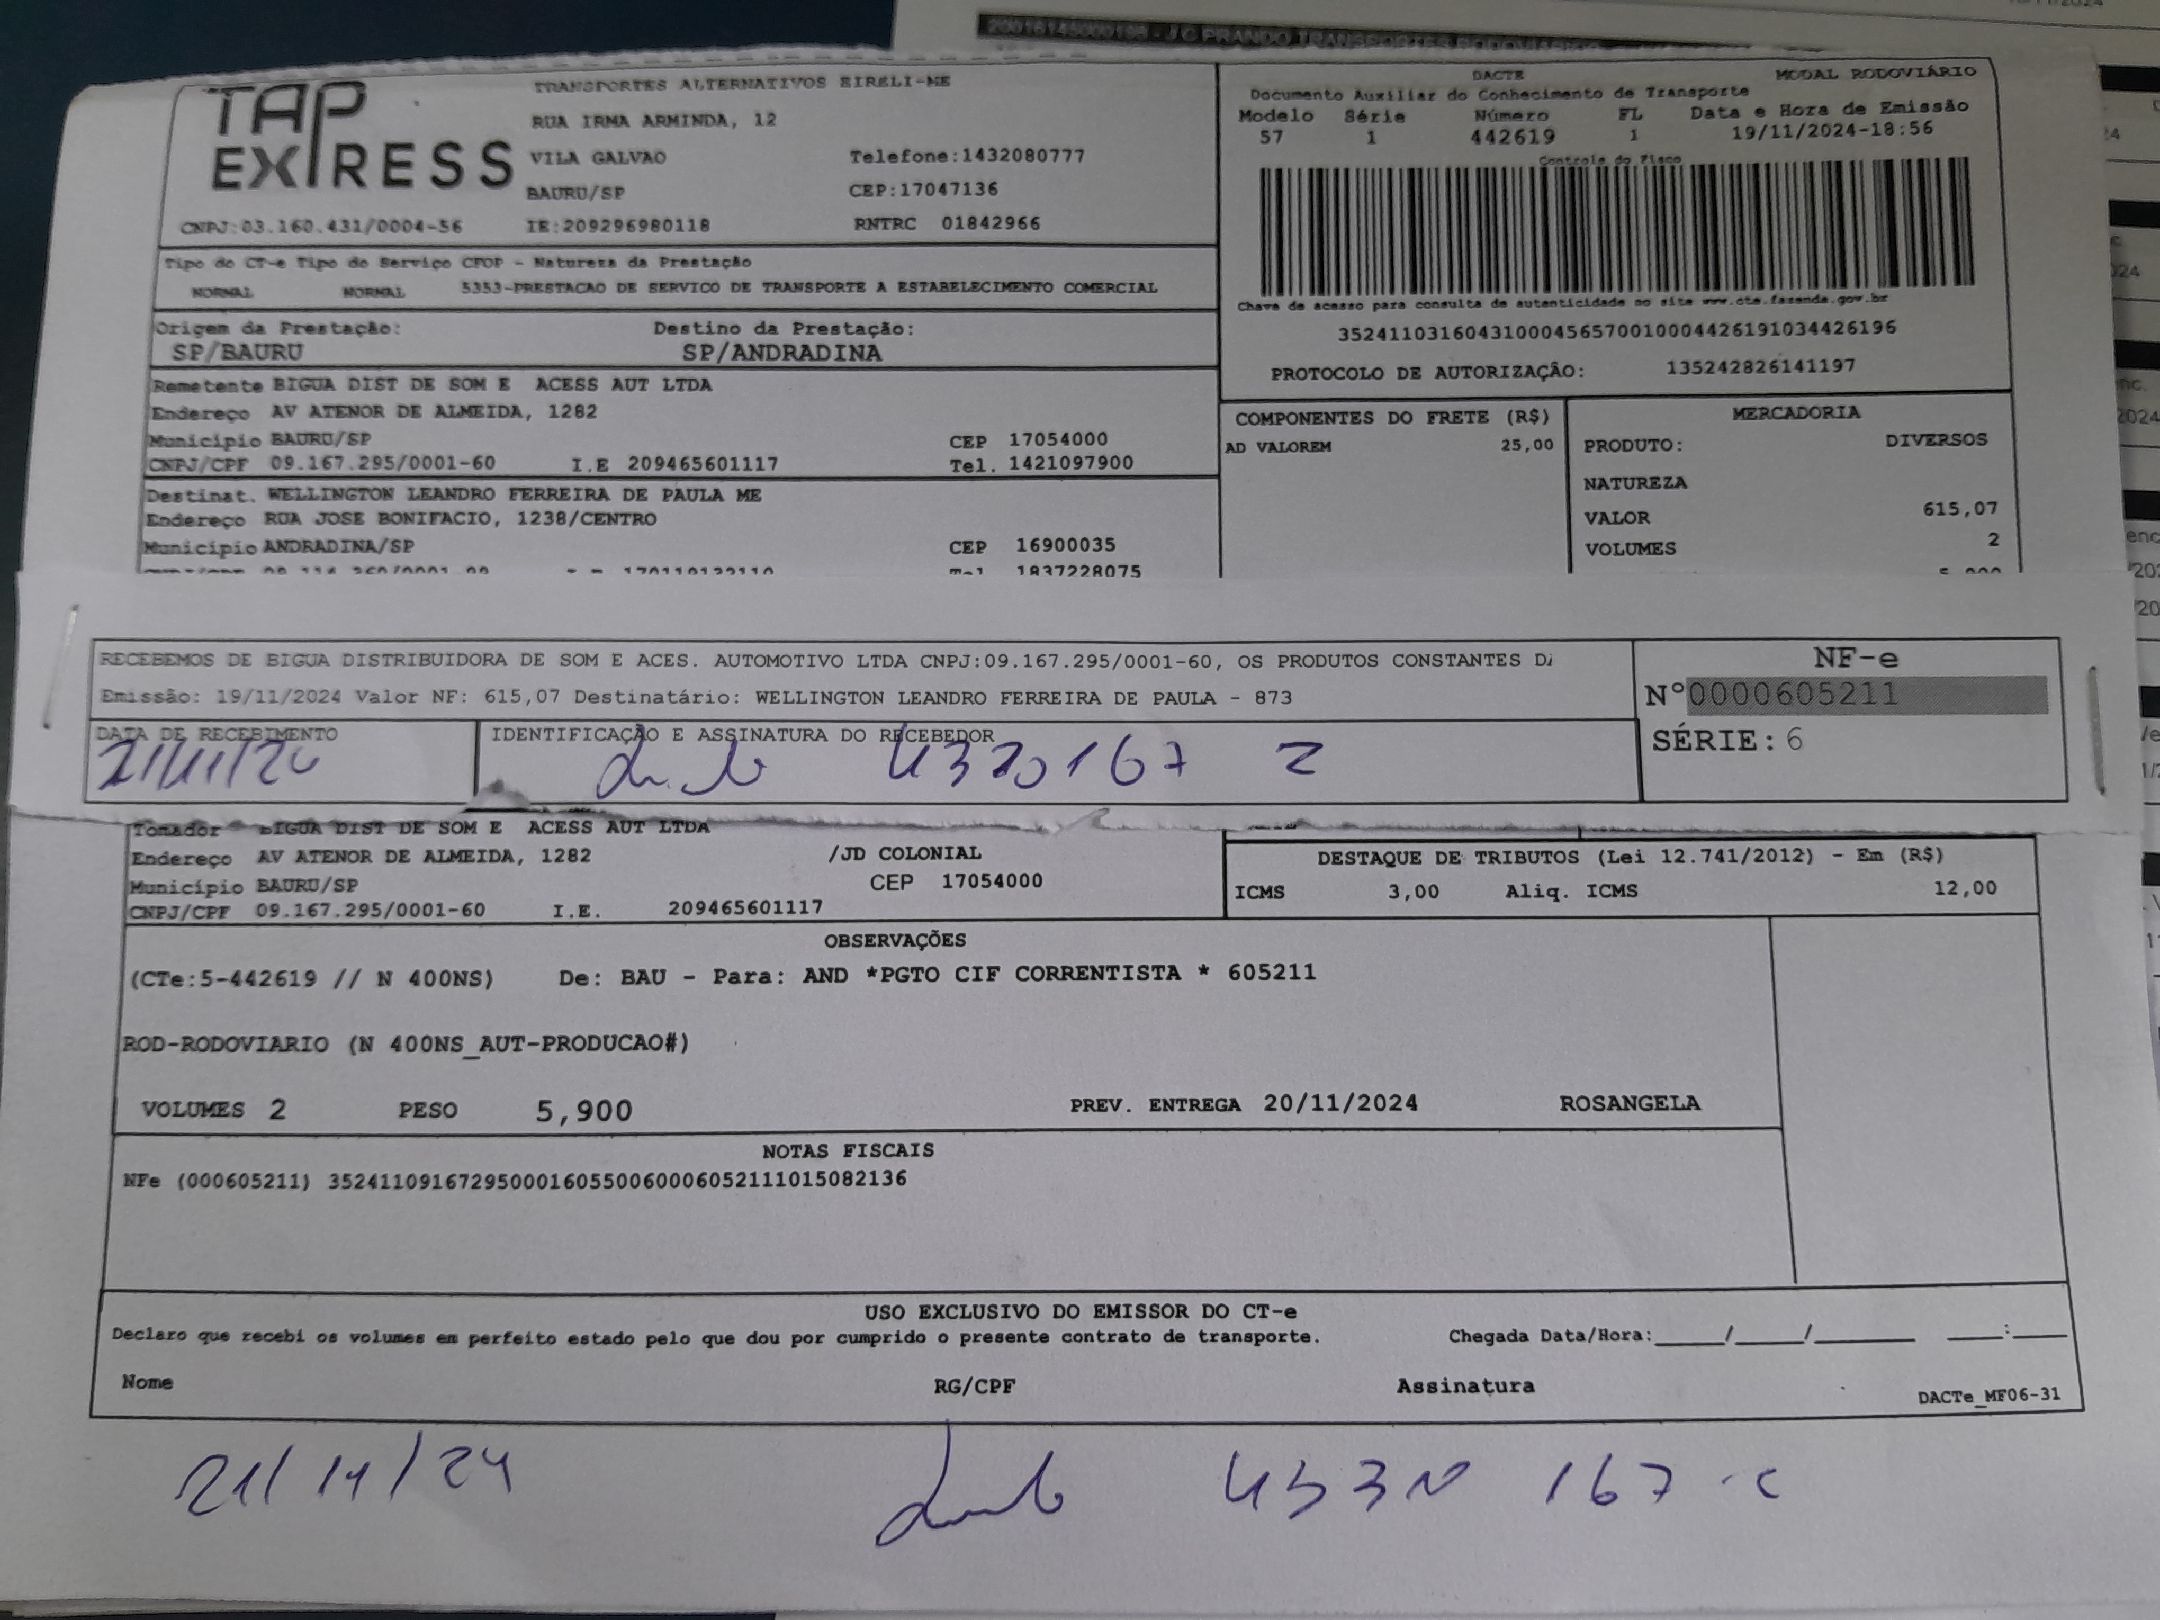 20016145000198 - J C PRANDO TRANSPORTES RODOVIARIOS
TAP EXPRESS
TRANSPORTES ALTERNATIVOS EIRELI-ME
RUA IRMA ARMINDA, 12
VILA GALVAO Telefone:1432080777
BAURU/SP CEP:17047136
CNPJ:03.160.431/0004-56 IE:209296980118 RNTRC 01842966
DACTE MODAL RODOVIÁRIO
Documento Auxiliar do Conhecimento de Transporte
Modelo Série Número FL Data e Hora de Emissão
57 1 442619 1 19/11/2024-18:56
Controle do Fisco
Chave de acesso para consulta de autenticidade no site www.cte.fazenda.gov.br
35241103160431000456570010004426191034426196
PROTOCOLO DE AUTORIZAÇÃO: 135242826141197
Tipo do CT-e Tipo do Serviço CFOP - Natureza da Prestação
NORMAL NORMAL 5353-PRESTACAO DE SERVICO DE TRANSPORTE A ESTABELECIMENTO COMERCIAL
Origem da Prestação: Destino da Prestação:
SP/BAURU SP/ANDRADINA
Remetente BIGUA DIST DE SOM E ACESS AUT LTDA
Endereço AV ATENOR DE ALMEIDA, 1282
Município BAURU/SP CEP 17054000
CNPJ/CPF 09.167.295/0001-60 I.E 209465601117 Tel. 1421097900
Destinat. WELLINGTON LEANDRO FERREIRA DE PAULA ME
Endereço RUA JOSE BONIFACIO, 1238/CENTRO
Município ANDRADINA/SP CEP 16900035
1837228075
COMPONENTES DO FRETE (R$)
AD VALOREM 25,00
MERCADORIA
PRODUTO: DIVERSOS
NATUREZA
VALOR 615,07
VOLUMES 2
RECEBEMOS DE BIGUA DISTRIBUIDORA DE SOM E ACES. AUTOMOTIVO LTDA CNPJ:09.167.295/0001-60, OS PRODUTOS CONSTANTES DA
Emissão: 19/11/2024 Valor NF: 615,07 Destinatário: WELLINGTON LEANDRO FERREIRA DE PAULA - 873
NF-e
N°0000605211
SÉRIE: 6
DATA DE RECEBIMENTO IDENTIFICAÇÃO E ASSINATURA DO RECEBEDOR
21/11/24 4320167 2
Tomador BIGUA DIST DE SOM E ACESS AUT LTDA
Endereço AV ATENOR DE ALMEIDA, 1282 /JD COLONIAL
Município BAURU/SP CEP 17054000
CNPJ/CPF 09.167.295/0001-60 I.E. 209465601117
DESTAQUE DE TRIBUTOS (Lei 12.741/2012) - Em (R$)
ICMS 3,00 Aliq. ICMS 12,00
OBSERVAÇÕES
(CTe:5-442619 // N 400NS) De: BAU - Para: AND *PGTO CIF CORRENTISTA * 605211
ROD-RODOVIARIO (N 400NS_AUT-PRODUCAO#)
VOLUMES 2 PESO 5,900 PREV. ENTREGA 20/11/2024 ROSANGELA
NOTAS FISCAIS
NFe (000605211) 35241109167295000160550060006052111015082136
USO EXCLUSIVO DO EMISSOR DO CT-e
Declaro que recebi os volumes em perfeito estado pelo que dou por cumprido o presente contrato de transporte. Chegada Data/Hora:_____/_____/_______ ____:____
Nome RG/CPF Assinatura
DACTe_MF06-31
21/11/24